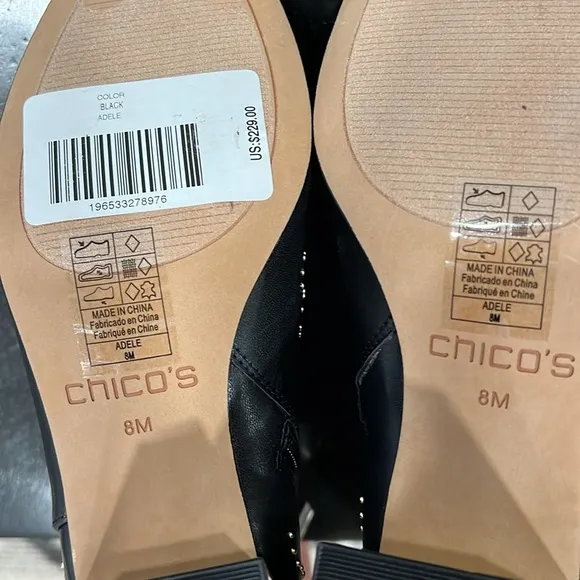 COLOR
BLACK
ADELE
US:$229.00
196533278976
MADE IN CHINA
Fabricado en China
Fabriqué en Chine
ADELE
8M
CHICO'S
8M
MADE IN CHINA
Fabricado en China
Fabriqué en Chine
ADELE
8M
CHICO'S
8M